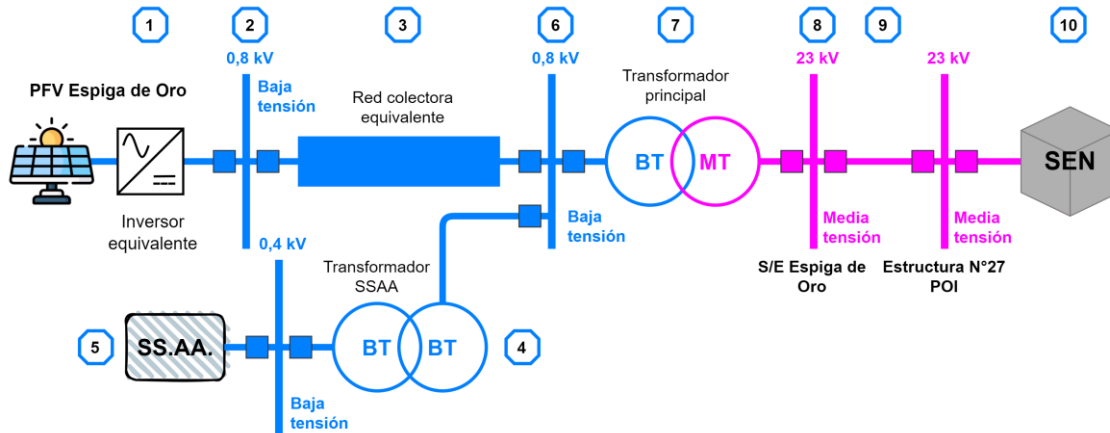 1
2
3
6
7
8
9
10
0,8 kV
0,8 kV
23 kV
23 kV
PFV Espiga de Oro
Baja
tensión
Red colectora
equivalente
Transformador
principal
BT
MT
SEN
Inversor
equivalente
Baja
tensión
Media
tensión
Media
tensión
0,4 kV
S/E Espiga de
Oro
Estructura N°27
POI
Transformador
SSAA
5
SS.AA.
BT
BT
4
Baja
tensión